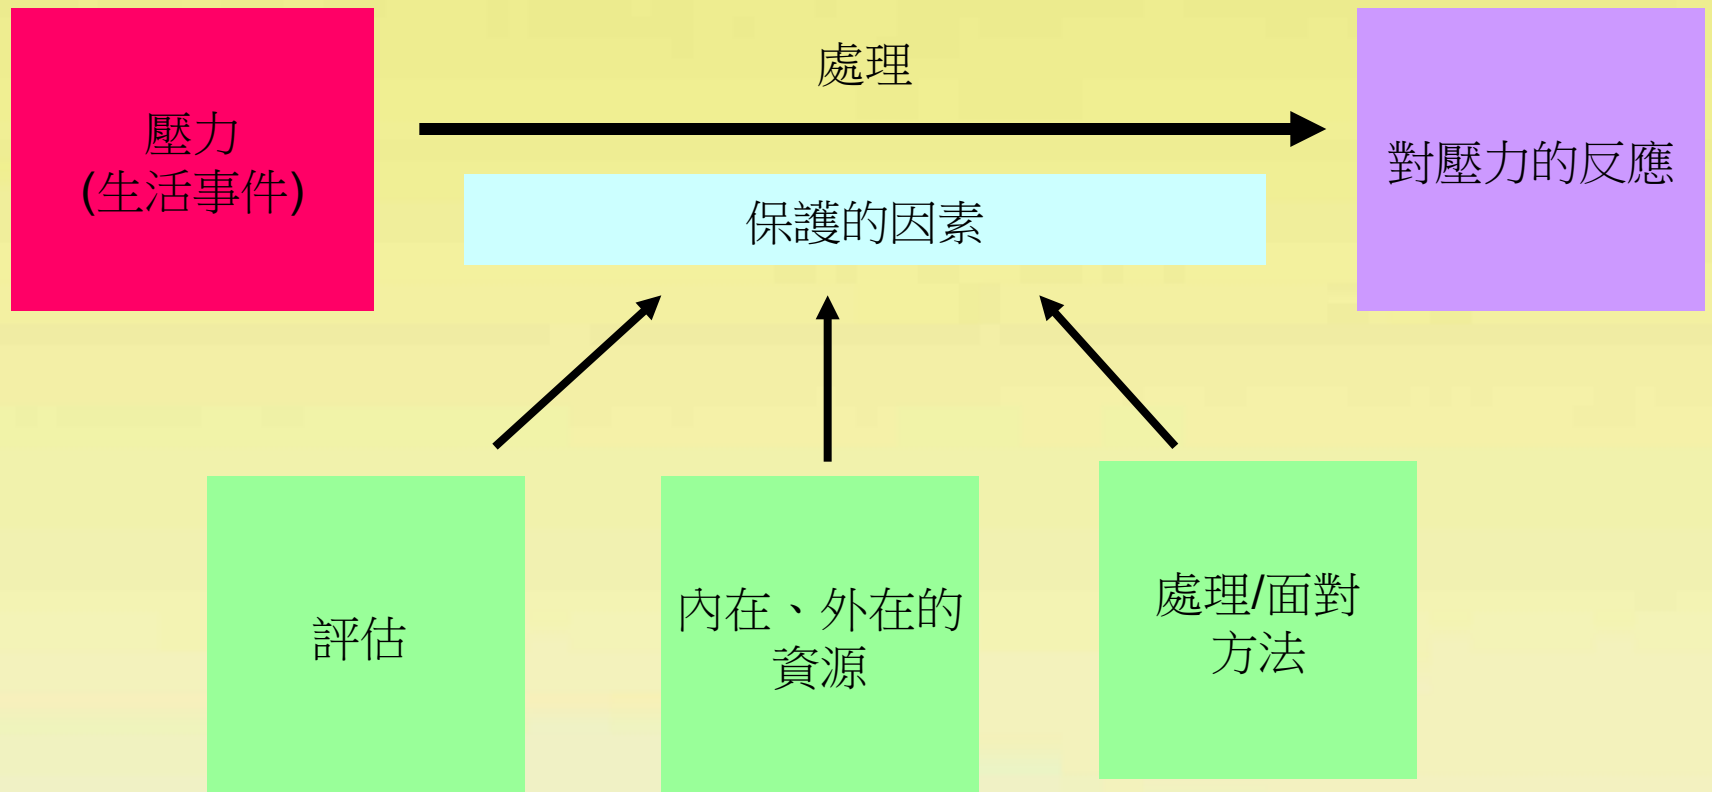 處理
壓力
(生活事件)
對壓力的反應
保護的因素
評估
內在、外在的
資源
處理/面對
方法